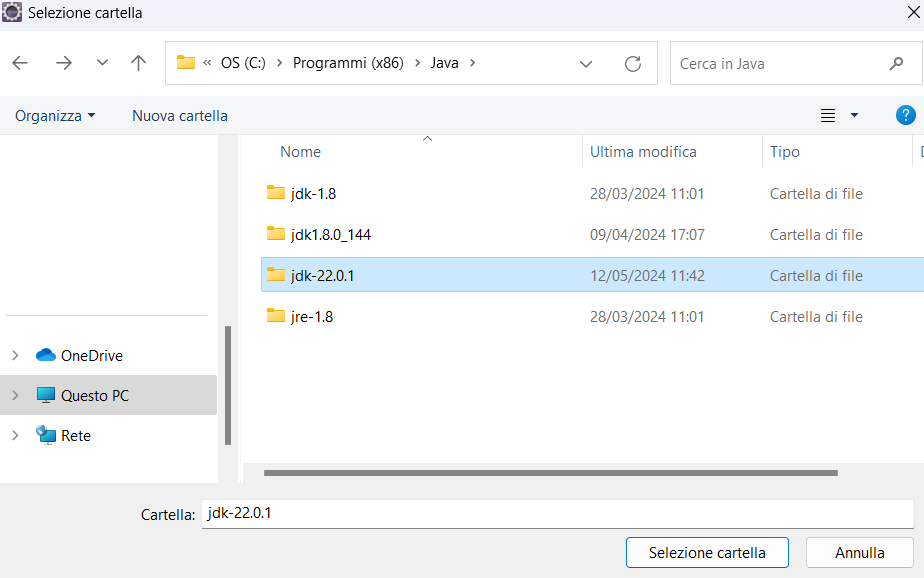 Selezione cartella
« OS (C:) > Programmi (x86) > Java >
Cerca in Java
Organizza
Nuova cartella
?
Nome Ultima modifica Tipo
jdk-1.8 28/03/2024 11:01 Cartella di file
jdk1.8.0_144 09/04/2024 17:07 Cartella di file
jdk-22.0.1 12/05/2024 11:42 Cartella di file
jre-1.8 28/03/2024 11:01 Cartella di file
OneDrive
Questo PC
Rete
Cartella: jdk-22.0.1
Selezione cartella Annulla